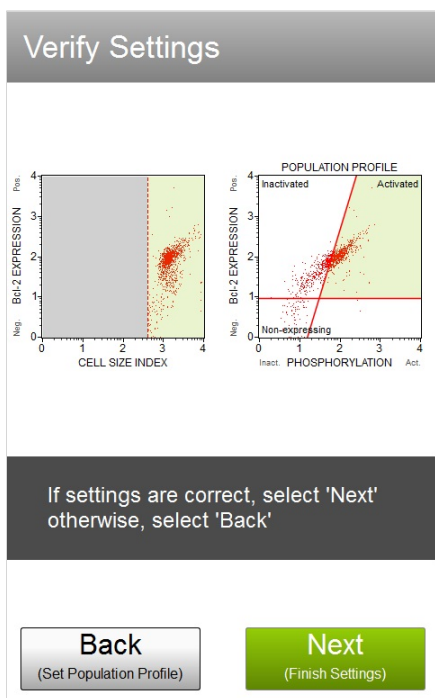 Verify Settings
Bcl-2 EXPRESSION
Pos.
Neg.
4
3
2
1
0
0 1 2 3 4
CELL SIZE INDEX
POPULATION PROFILE
Bcl-2 EXPRESSION
Pos.
Neg.
4
3
2
1
0
Inactivated
Activated
Non-expressing
0 1 2 3 4
Inact. PHOSPHORYLATION Act.
If settings are correct, select 'Next'
otherwise, select 'Back'
Back
(Set Population Profile)
Next
(Finish Settings)